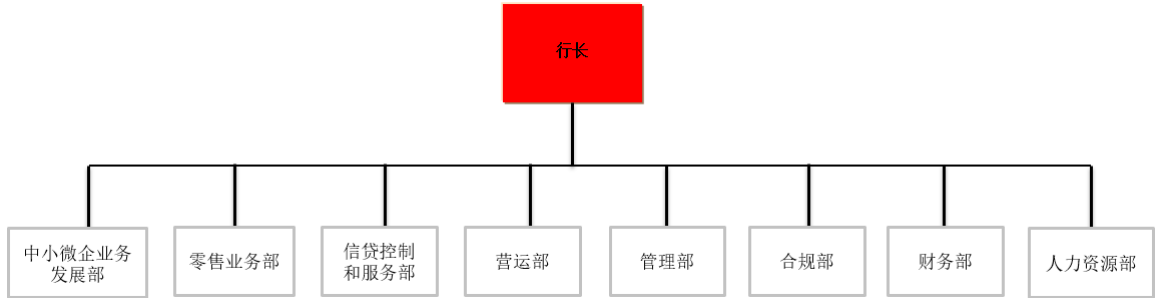 行长
中小微企业务
发展部
零售业务部
信贷控制
和服务部
营运部
管理部
合规部
财务部
人力资源部